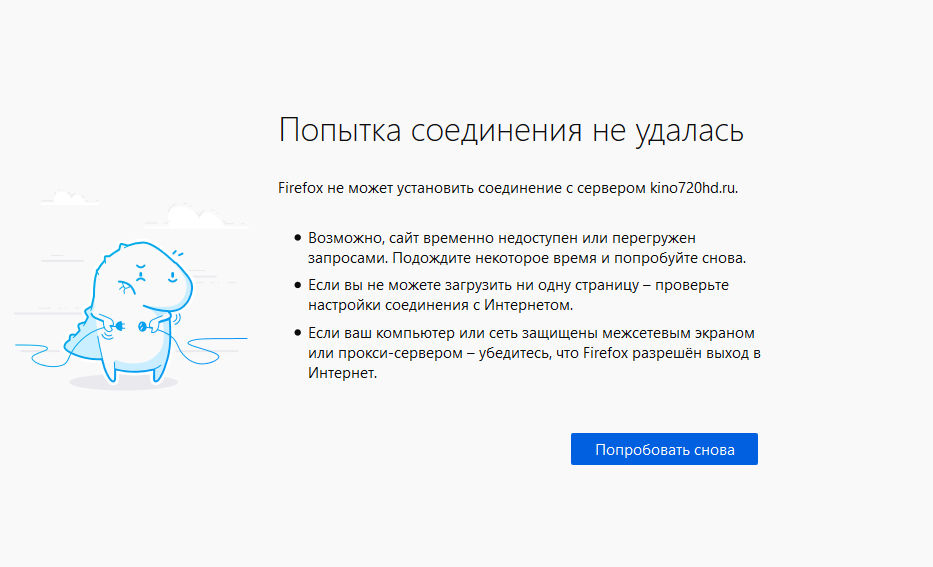 Попытка соединения не удалась
Firefox не может установить соединение с сервером kino720hd.ru.
● Возможно, сайт временно недоступен или перегружен
запросами. Подождите некоторое время и попробуйте снова.
● Если вы не можете загрузить ни одну страницу – проверьте
настройки соединения с Интернетом.
● Если ваш компьютер или сеть защищены межсетевым экраном
или прокси-сервером – убедитесь, что Firefox разрешён выход в
Интернет.
Попробовать снова